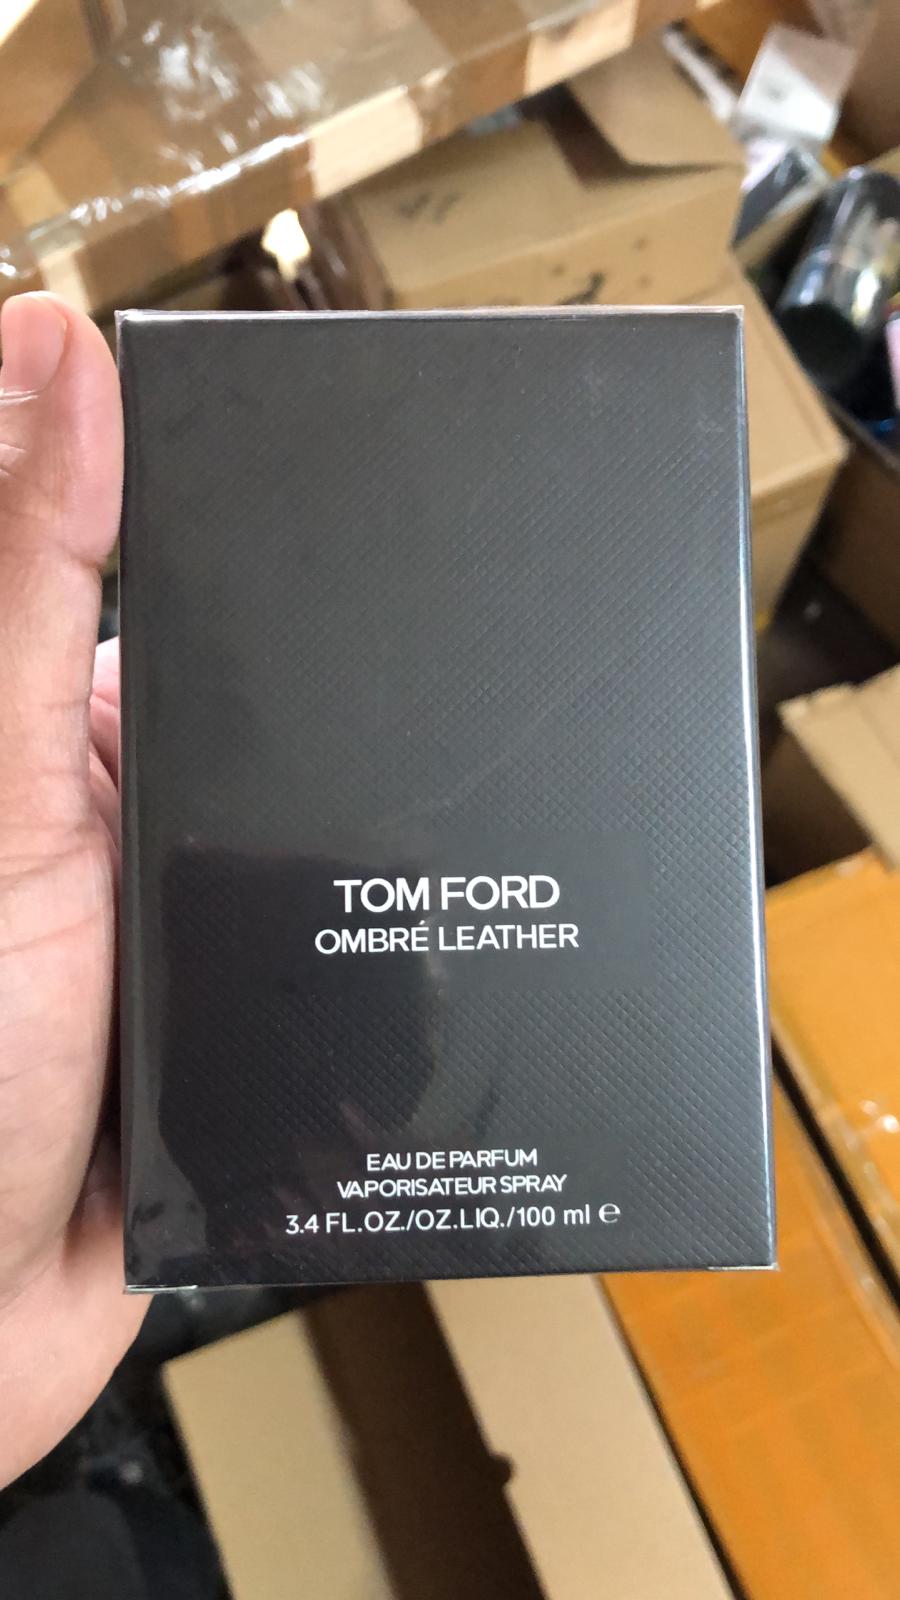 TOM FORD
OMBRÉ LEATHER
EAU DE PARFUM
VAPORISATEUR SPRAY
3.4 FL.OZ./OZ.LIQ./100 ml ℮